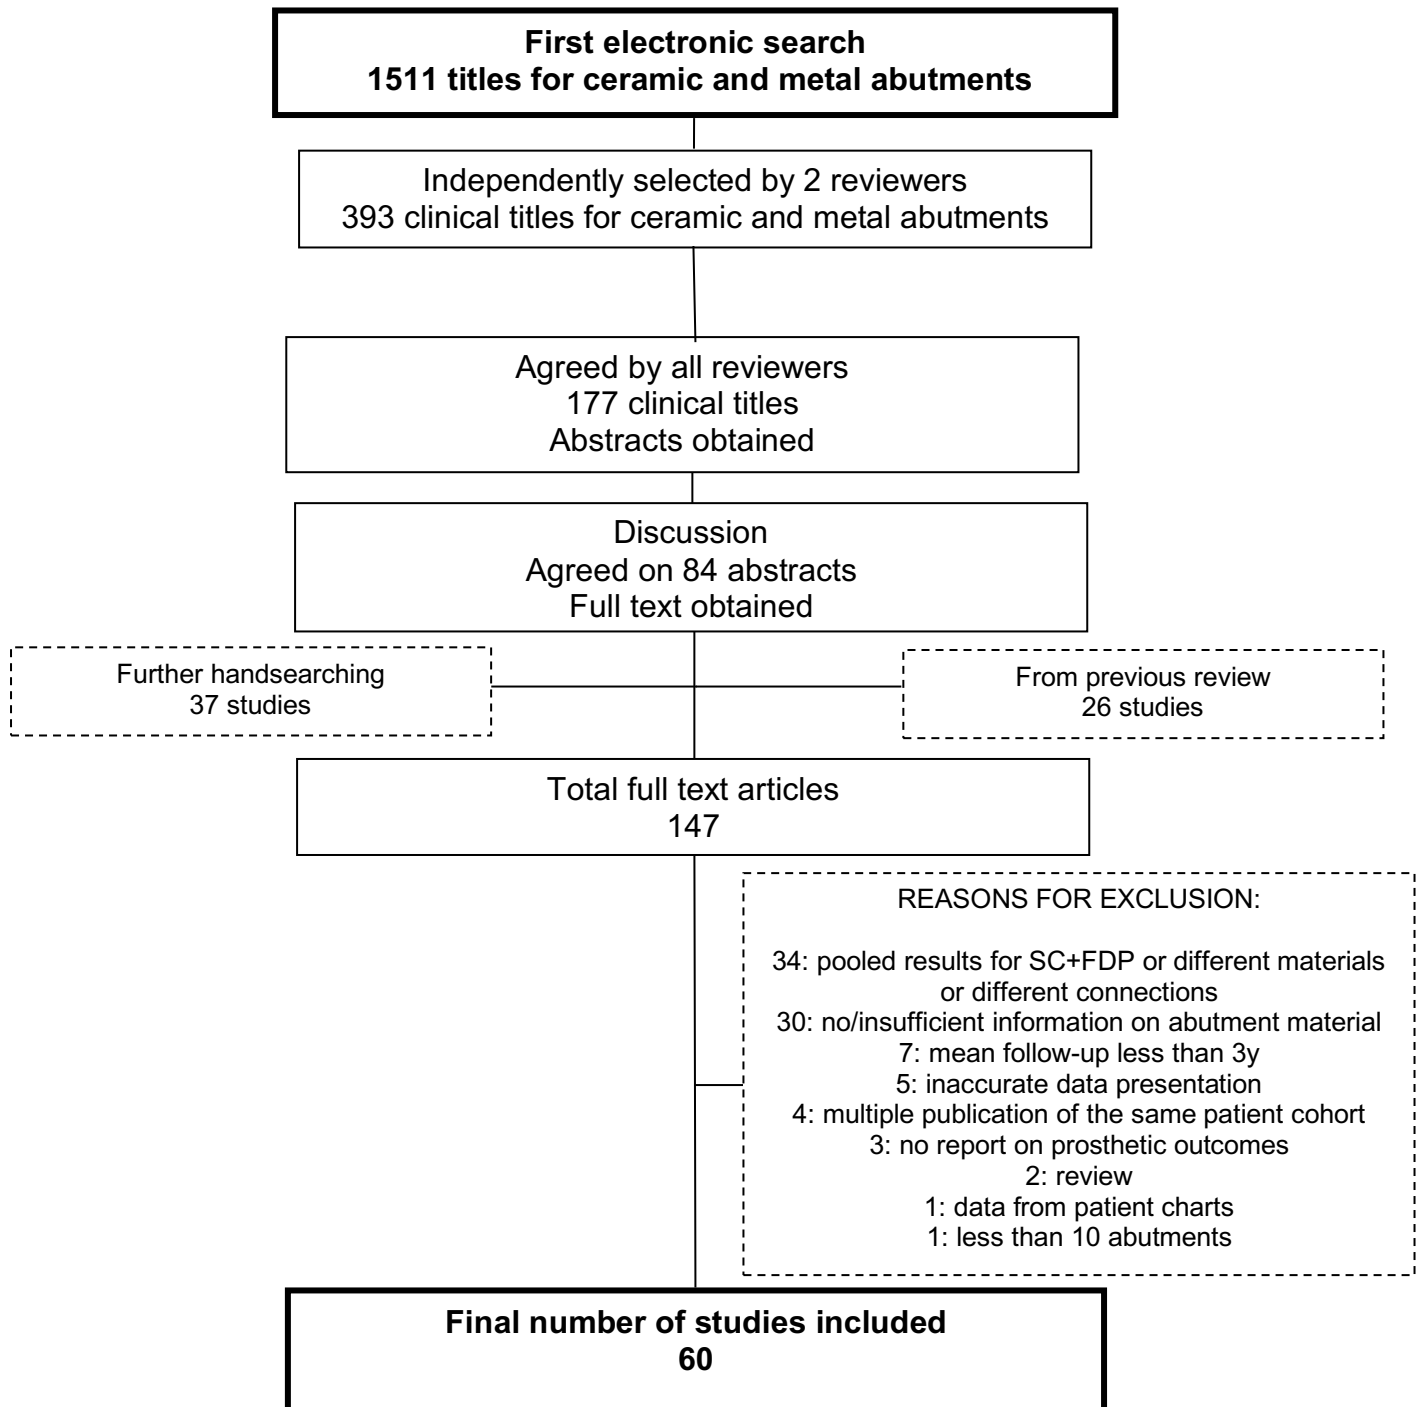 First electronic search
1511 titles for ceramic and metal abutments
Independently selected by 2 reviewers
393 clinical titles for ceramic and metal abutments
Agreed by all reviewers
177 clinical titles
Abstracts obtained
Discussion
Agreed on 84 abstracts
Full text obtained
Further handsearching
37 studies
From previous review
26 studies
Total full text articles
147
REASONS FOR EXCLUSION:
34: pooled results for SC+FDP or different materials
or different connections
30: no/insufficient information on abutment material
7: mean follow-up less than 3y
5: inaccurate data presentation
4: multiple publication of the same patient cohort
3: no report on prosthetic outcomes
2: review
1: data from patient charts
1: less than 10 abutments
Final number of studies included
60